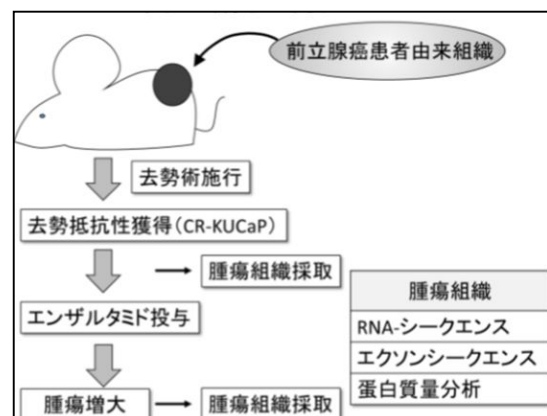 前立腺癌患者由来組織
去勢術施行
去勢抵抗性獲得(CR-KUCaP)
腫瘍組織採取
エンザルタミド投与
腫瘍増大
腫瘍組織採取
腫瘍組織
RNA-シークエンス
エクソンシークエンス
蛋白質量分析